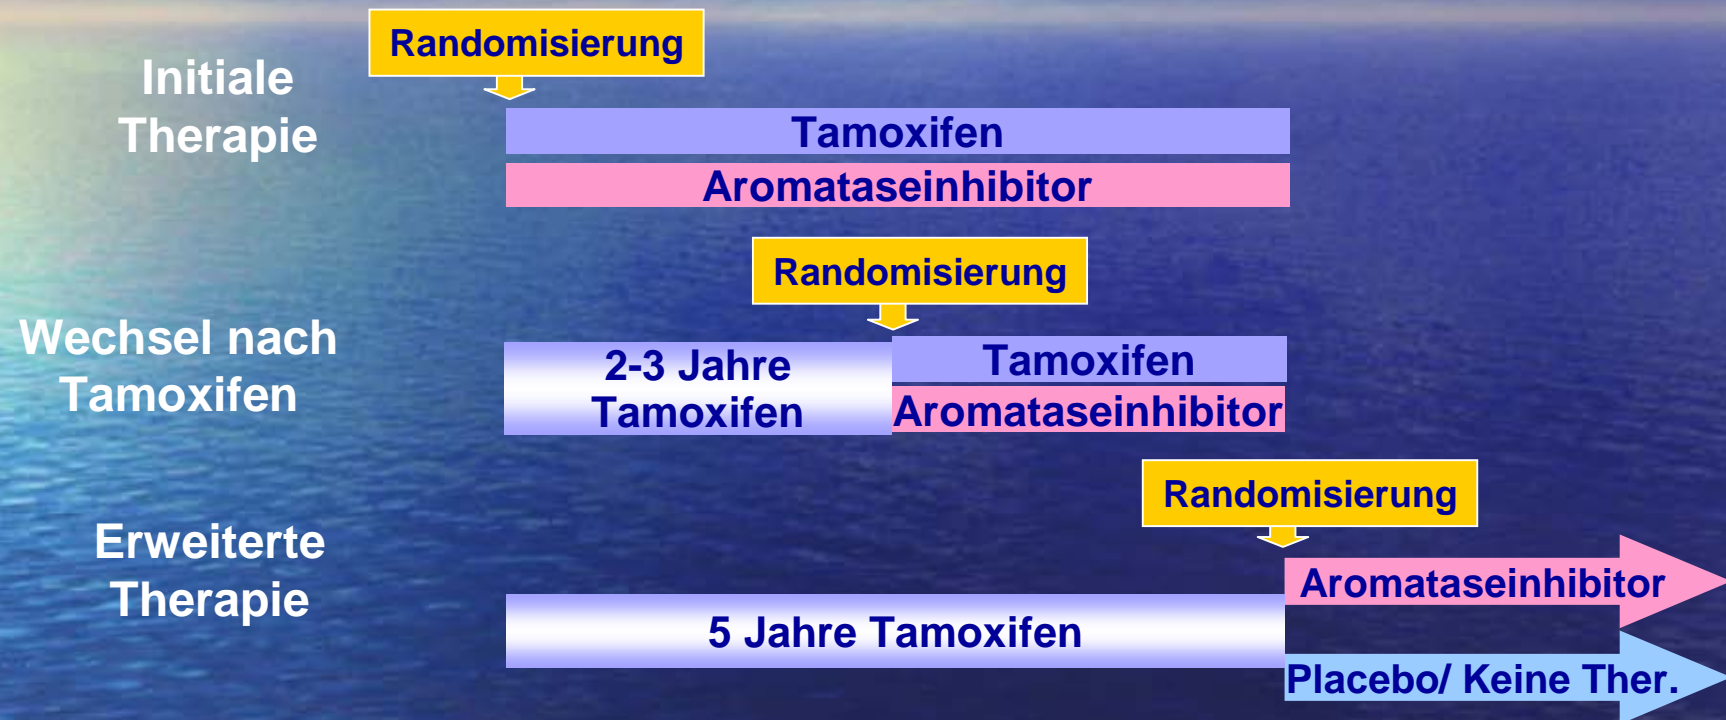 Randomisierung
Initiale
Therapie
Tamoxifen
Aromataseinhibitor
Randomisierung
Wechsel nach
Tamoxifen
2-3 Jahre
Tamoxifen
Tamoxifen
Aromataseinhibitor
Randomisierung
Erweiterte
Therapie
5 Jahre Tamoxifen
Aromataseinhibitor
Placebo/ Keine Ther.